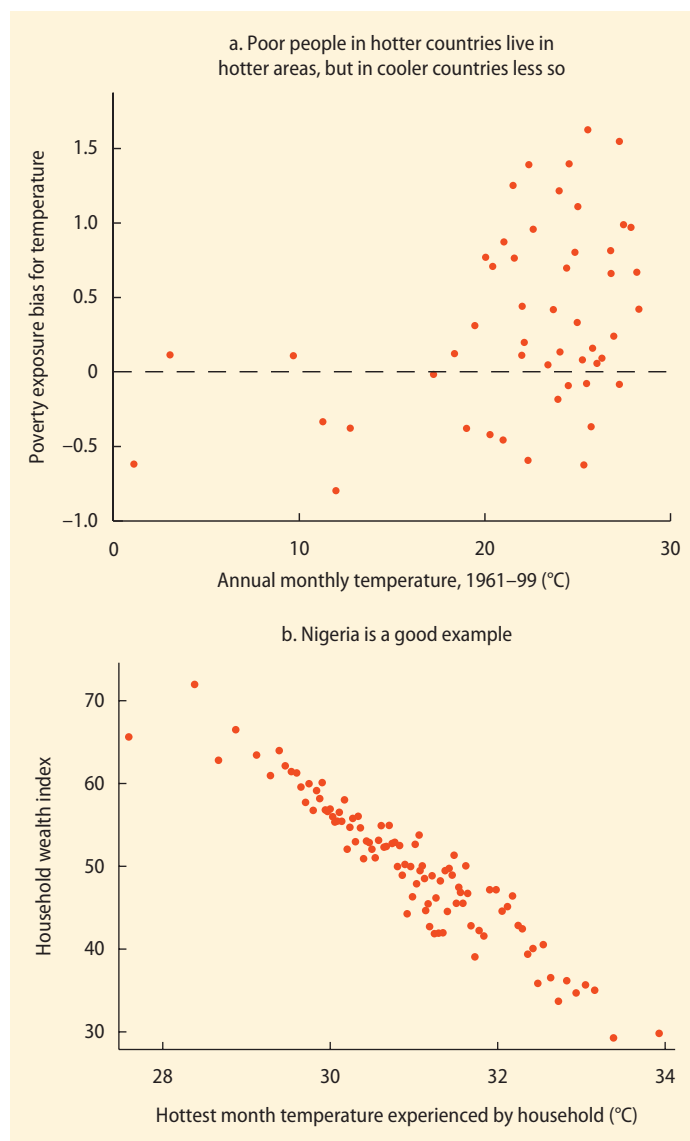 a. Poor people in hotter countries live in
hotter areas, but in cooler countries less so
Poverty exposure bias for temperature
1.5
1.0
0.5
0
–0.5
–1.0
0
10
20
30
Annual monthly temperature, 1961–99 (°C)
b. Nigeria is a good example
Household wealth index
70
60
50
40
30
28
30
32
34
Hottest month temperature experienced by household (°C)